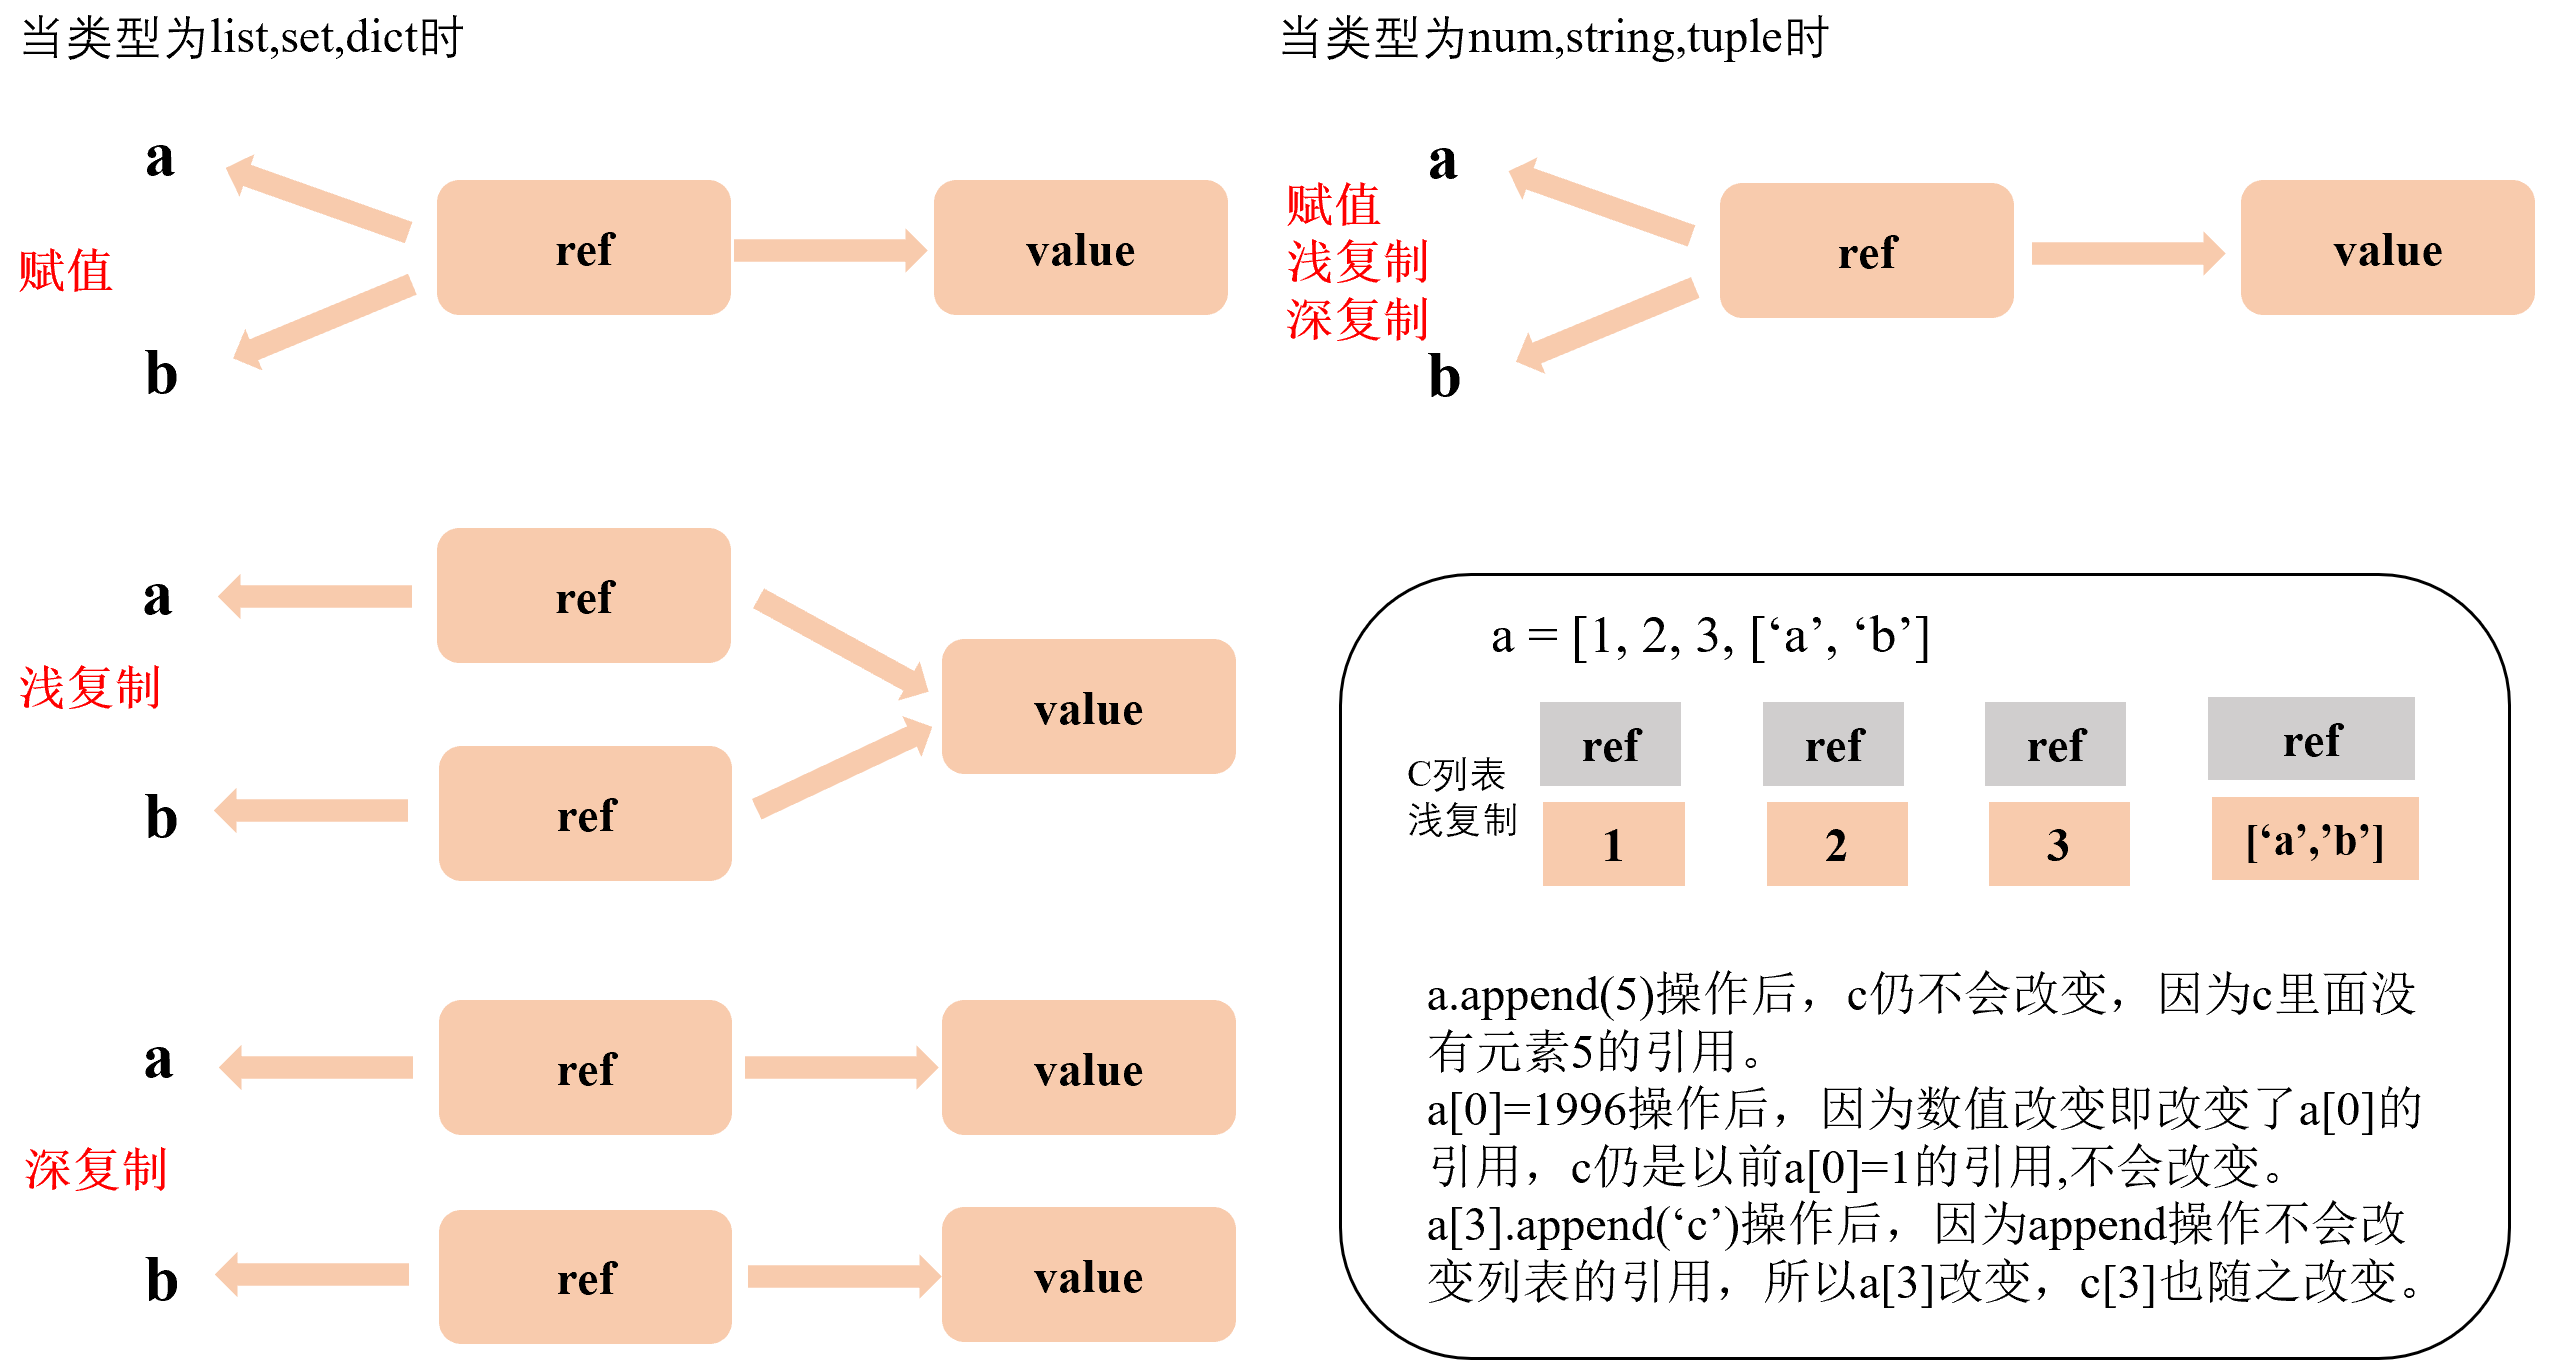 当类型为list,set,dict时
a
赋值
ref
value
b
a
ref
浅复制
value
b
ref
a
ref
value
深复制
b
ref
value
当类型为num,string,tuple时
a
赋值
浅复制
深复制
ref
value
b
a = [1, 2, 3, [‘a’, ‘b’]
ref ref ref ref
C列表
浅复制
1 2 3 [‘a’,’b’]
a.append(5)操作后，c仍不会改变，因为c里面没
有元素5的引用。
a[0]=1996操作后，因为数值改变即改变了a[0]的
引用，c仍是以前a[0]=1的引用,不会改变。
a[3].append(‘c’)操作后，因为append操作不会改
变列表的引用，所以a[3]改变，c[3]也随之改变。